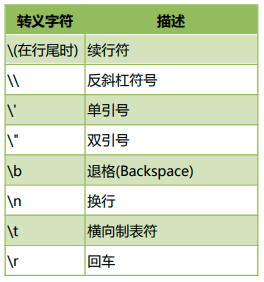 转义字符 描述
\(在行尾时) 续行符
\\ 反斜杠符号
\' 单引号
\" 双引号
\b 退格(Backspace)
\n 换行
\t 横向制表符
\r 回车